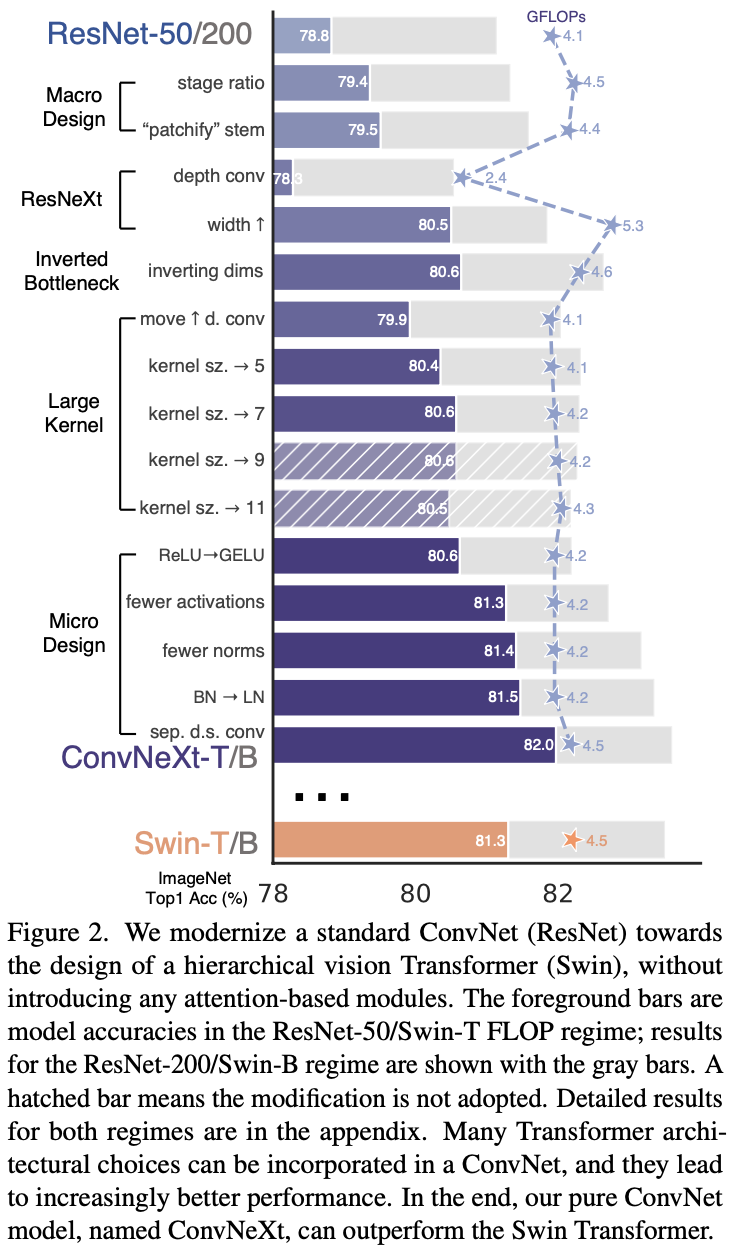 GFLOPs
ResNet-50/200 78.8 4.1
Macro Design
stage ratio 79.4 4.5
“patchify” stem 79.5 4.4
ResNeXt
depth conv 78.3 2.4
width ↑ 80.5 5.3
Inverted Bottleneck
inverting dims 80.6 4.6
Large Kernel
move ↑ d. conv 79.9 4.1
kernel sz. → 5 80.4 4.1
kernel sz. → 7 80.6 4.2
kernel sz. → 9 80.6 4.2
kernel sz. → 11 80.5 4.3
Micro Design
ReLU→GELU 80.6 4.2
fewer activations 81.3 4.2
fewer norms 81.4 4.2
BN → LN 81.5 4.2
sep. d.s. conv
ConvNeXt-T/B 82.0 4.5
...
Swin-T/B 81.3 4.5
ImageNet
Top1 Acc (%) 78 80 82
Figure 2. We modernize a standard ConvNet (ResNet) towards
the design of a hierarchical vision Transformer (Swin), without
introducing any attention-based modules. The foreground bars are
model accuracies in the ResNet-50/Swin-T FLOP regime; results
for the ResNet-200/Swin-B regime are shown with the gray bars. A
hatched bar means the modification is not adopted. Detailed results
for both regimes are in the appendix. Many Transformer archi-
tectural choices can be incorporated in a ConvNet, and they lead
to increasingly better performance. In the end, our pure ConvNet
model, named ConvNeXt, can outperform the Swin Transformer.